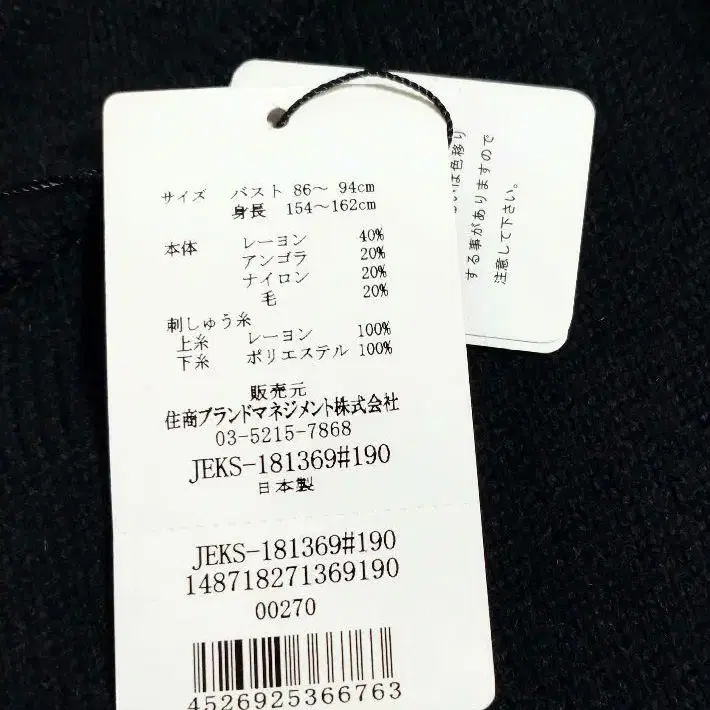 サイズ バスト 86～ 94cm
身長 154～162cm
本体 レーヨン 40%
アンゴラ 20%
ナイロン 20%
毛 20%
刺しゅう糸
上糸 レーヨン 100%
下糸 ポリエステル 100%
販売元
住商ブランドマネジメント株式会社
03-5215-7868
JEKS-181369#190
日本製
JEKS-181369#190
148718271369190
00270
4526925366763
いは色移り
する事がありますので
注意して下さい。